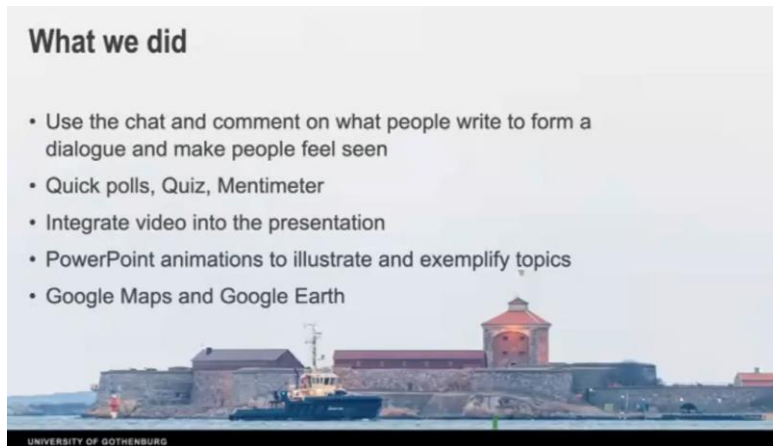 What we did
• Use the chat and comment on what people write to form a
dialogue and make people feel seen
• Quick polls, Quiz, Mentimeter
• Integrate video into the presentation
• PowerPoint animations to illustrate and exemplify topics
• Google Maps and Google Earth
UNIVERSITY OF GOTHENBURG